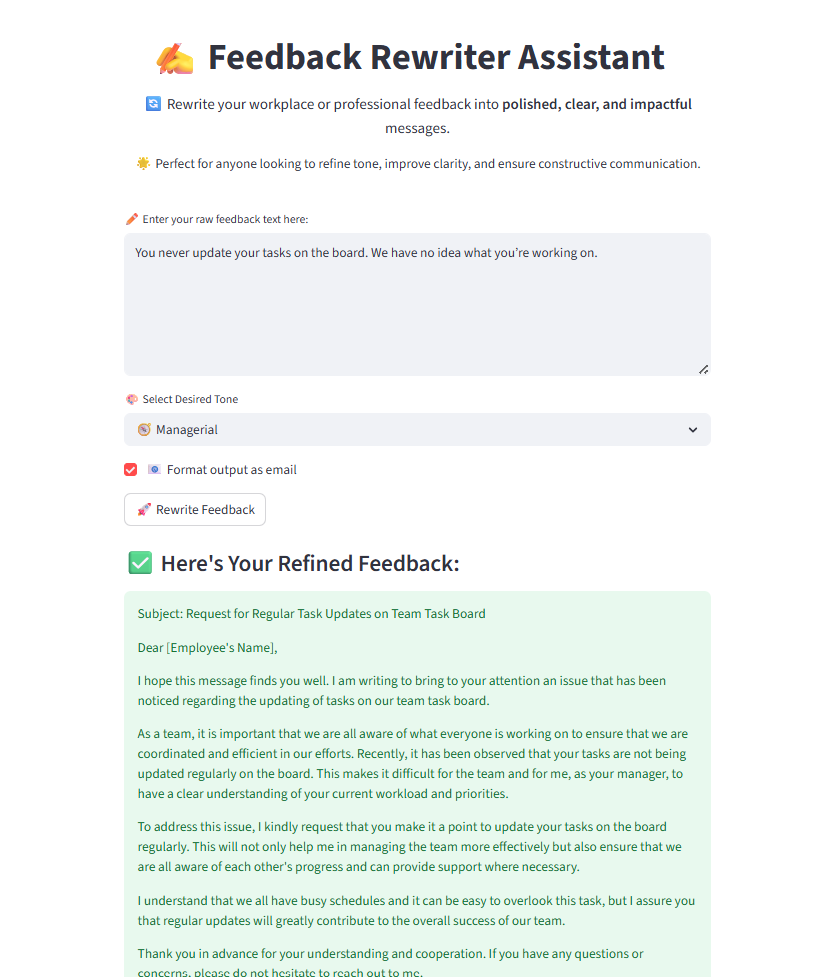 Feedback Rewriter Assistant
Rewrite your workplace or professional feedback into polished, clear, and impactful
messages.
Perfect for anyone looking to refine tone, improve clarity, and ensure constructive communication.
Enter your raw feedback text here:
You never update your tasks on the board. We have no idea what you’re working on.
Select Desired Tone
Managerial
Format output as email
Rewrite Feedback
Here's Your Refined Feedback:
Subject: Request for Regular Task Updates on Team Task Board
Dear [Employee's Name],
I hope this message finds you well. I am writing to bring to your attention an issue that has been
noticed regarding the updating of tasks on our team task board.
As a team, it is important that we are all aware of what everyone is working on to ensure that we are
coordinated and efficient in our efforts. Recently, it has been observed that your tasks are not being
updated regularly on the board. This makes it difficult for the team and for me, as your manager, to
have a clear understanding of your current workload and priorities.
To address this issue, I kindly request that you make it a point to update your tasks on the board
regularly. This will not only help me in managing the team more effectively but also ensure that we
are all aware of each other's progress and can provide support where necessary.
I understand that we all have busy schedules and it can be easy to overlook this task, but I assure you
that regular updates will greatly contribute to the overall success of our team.
Thank you in advance for your understanding and cooperation. If you have any questions or
concerns, please do not hesitate to reach out to me.